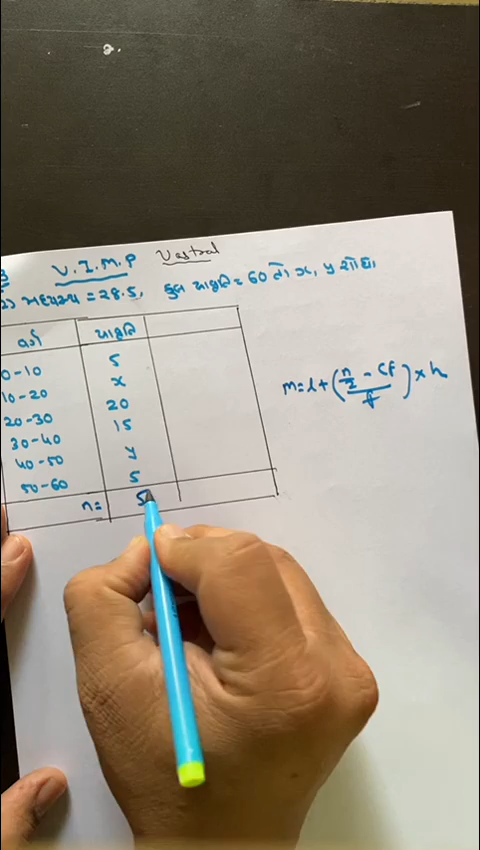 V.I.M.P Vastral
મધ્યસ્થ = 28.5, કુલ આવૃત્તિ = 60 તો x, y શોધો.
વર્ગ આવૃત્તિ
0-10 5
10-20 x
20-30 20
30-40 15
40-50 y
50-60 5
n= 5
m = l + ( n/2 - cf / f ) × h